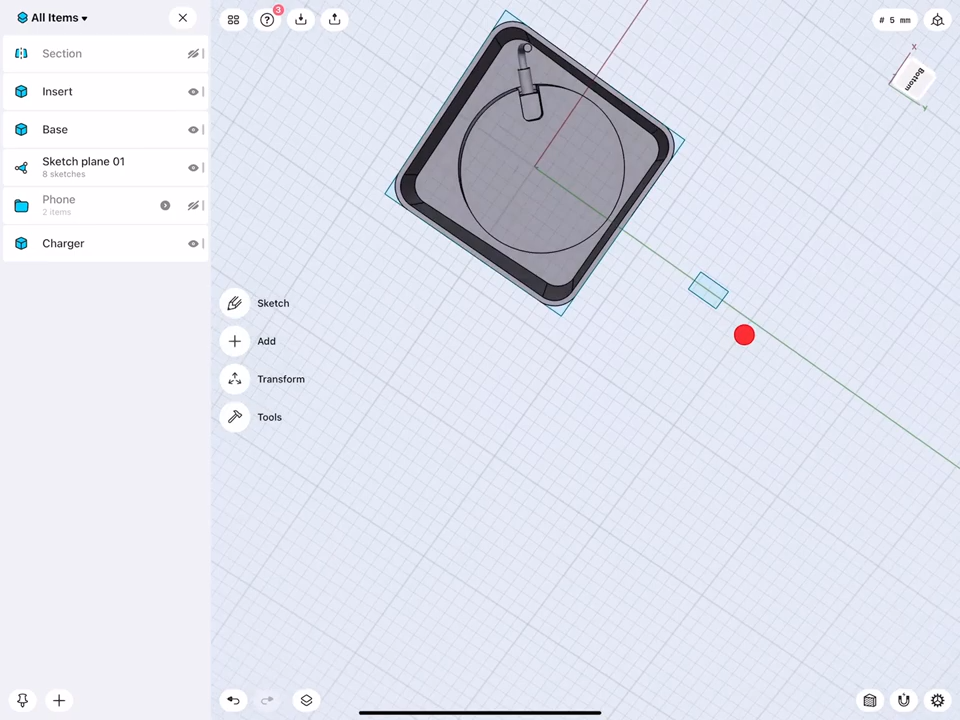 All Items
Section
Insert
Base
Sketch plane 01
8 sketches
Phone
2 items
Charger
3
# 5 mm
X
Bottom
Y
Sketch
Add
Transform
Tools